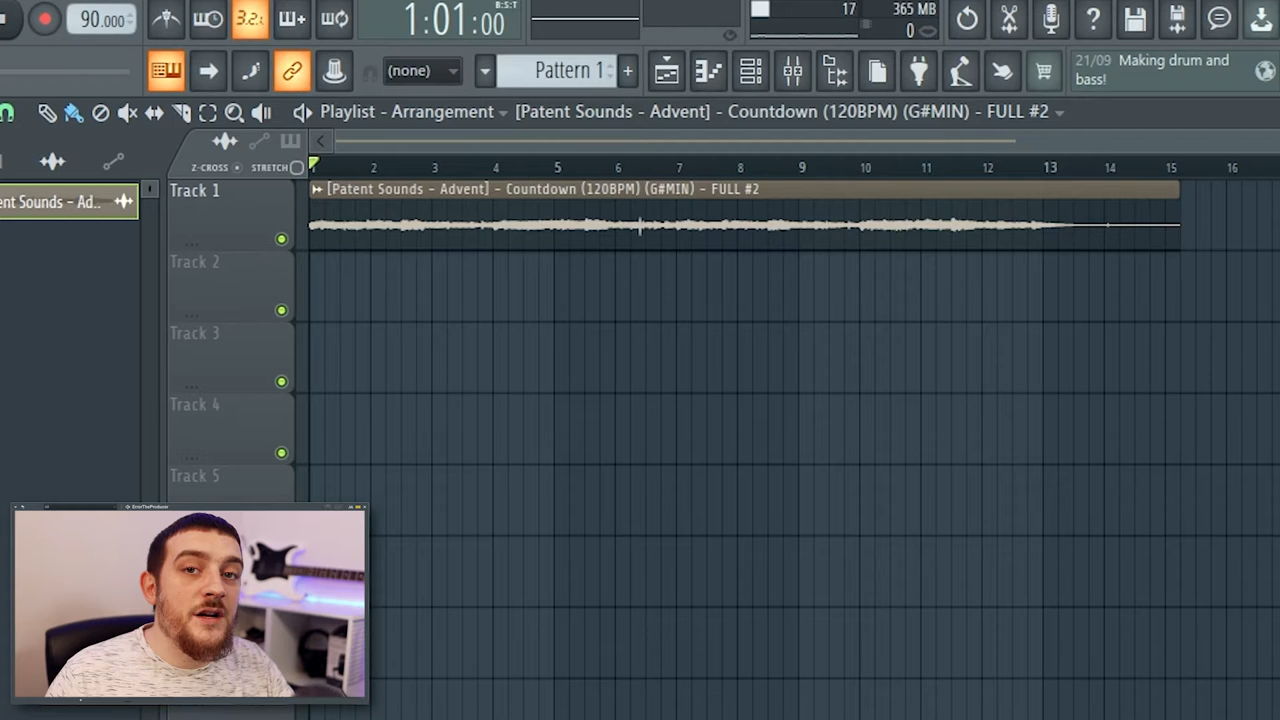 90.000
3.2.
1:01:00
B:S:T
17
365 MB
0
(none)
Pattern 1
21/09 Making drum and
bass!
Playlist - Arrangement [Patent Sounds - Advent] - Countdown (120BPM) (G#MIN) - FULL #2
Z-CROSS STRETCH
2 3 4 5 6 7 8 9 10 11 12 13 14 15 16
ent Sounds - Ad..
Track 1
[Patent Sounds - Advent] - Countdown (120BPM) (G#MIN) - FULL #2
Track 2
Track 3
Track 4
Track 5